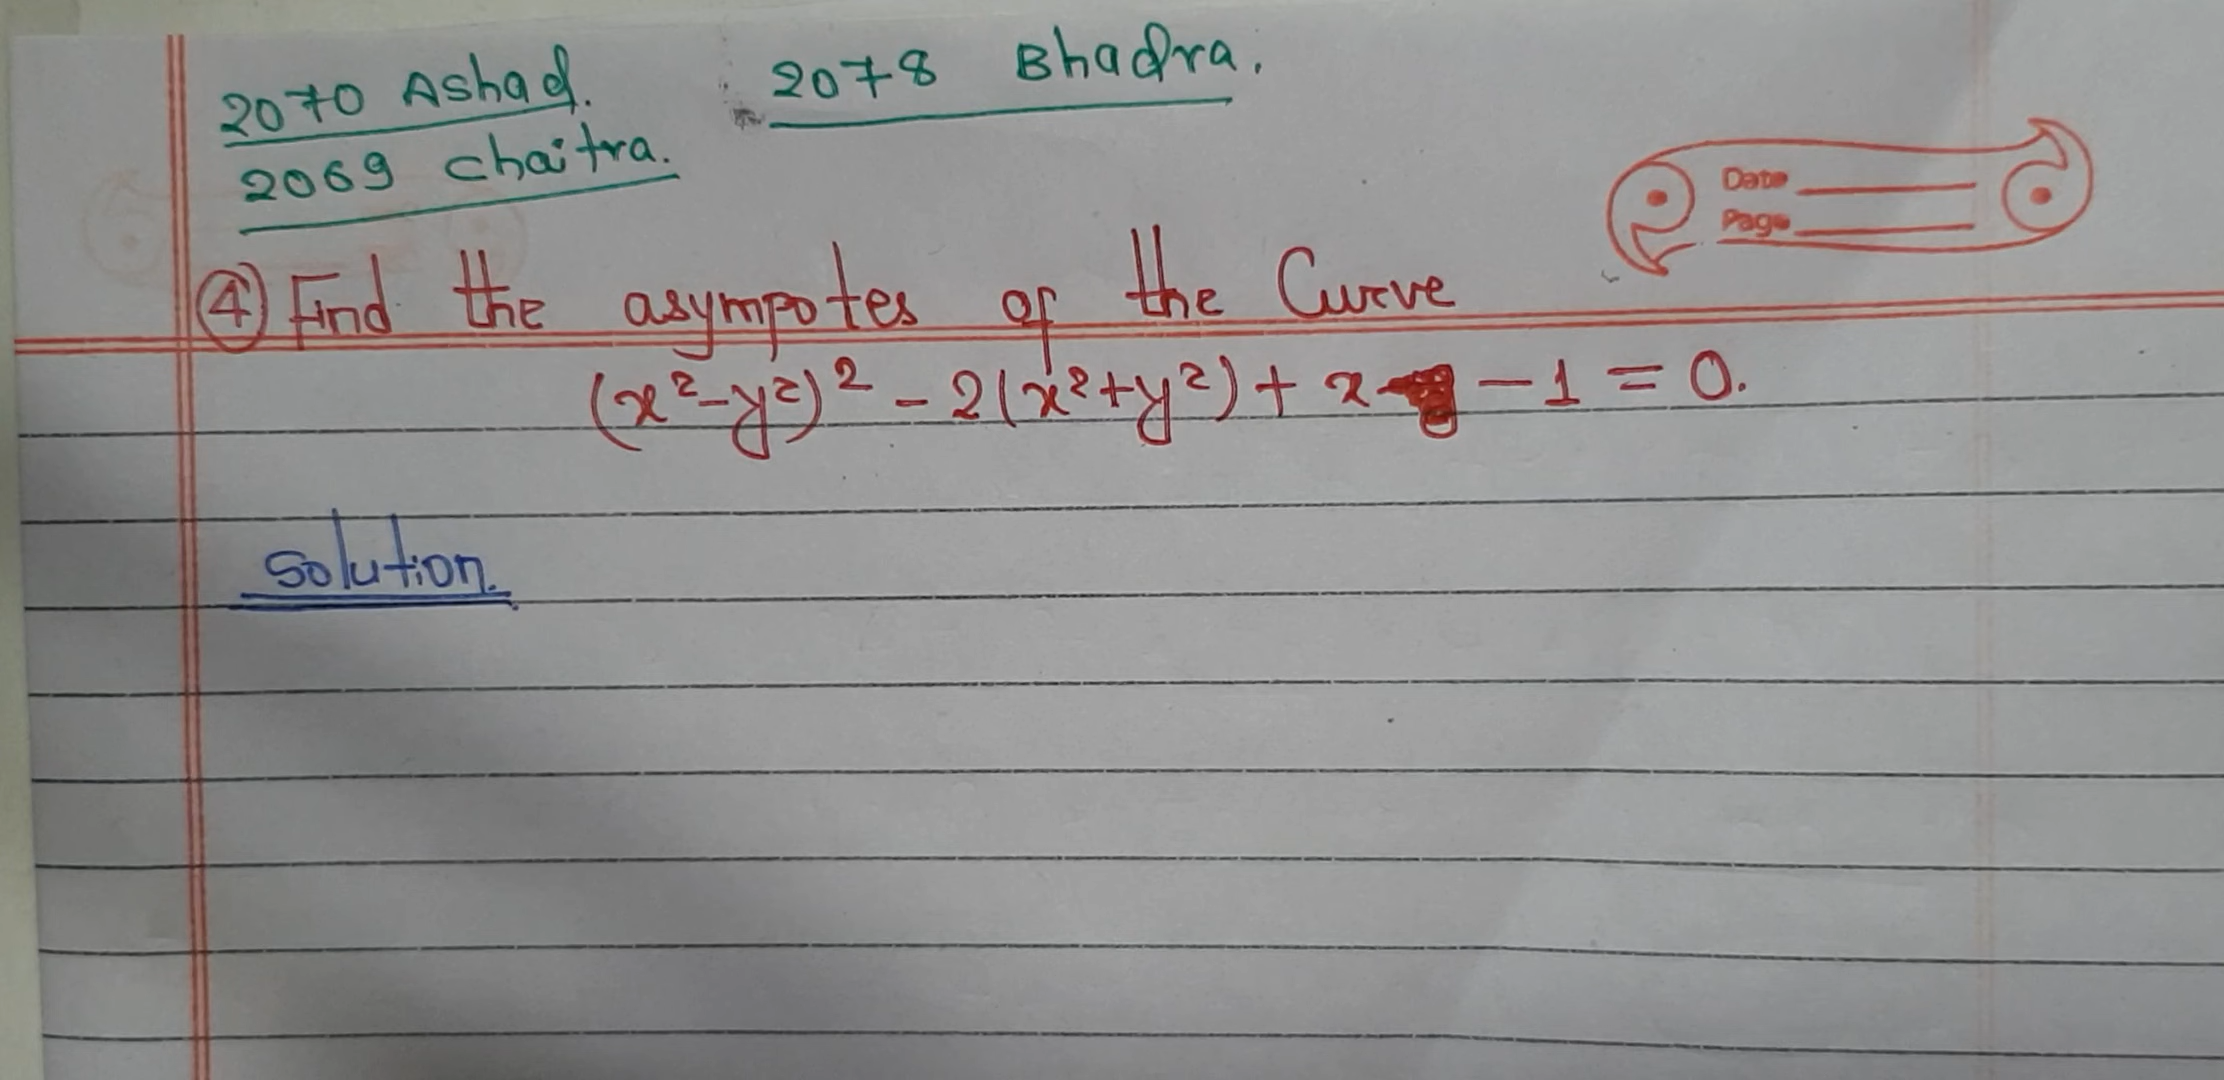 2070 Ashad. 2078 Bhadra.
2069 chaitra.
Date
Page
④ Find the asympotes of the Curve
(x²-y²)² - 2(x²+y²) + x - 1 = 0.
Solution.